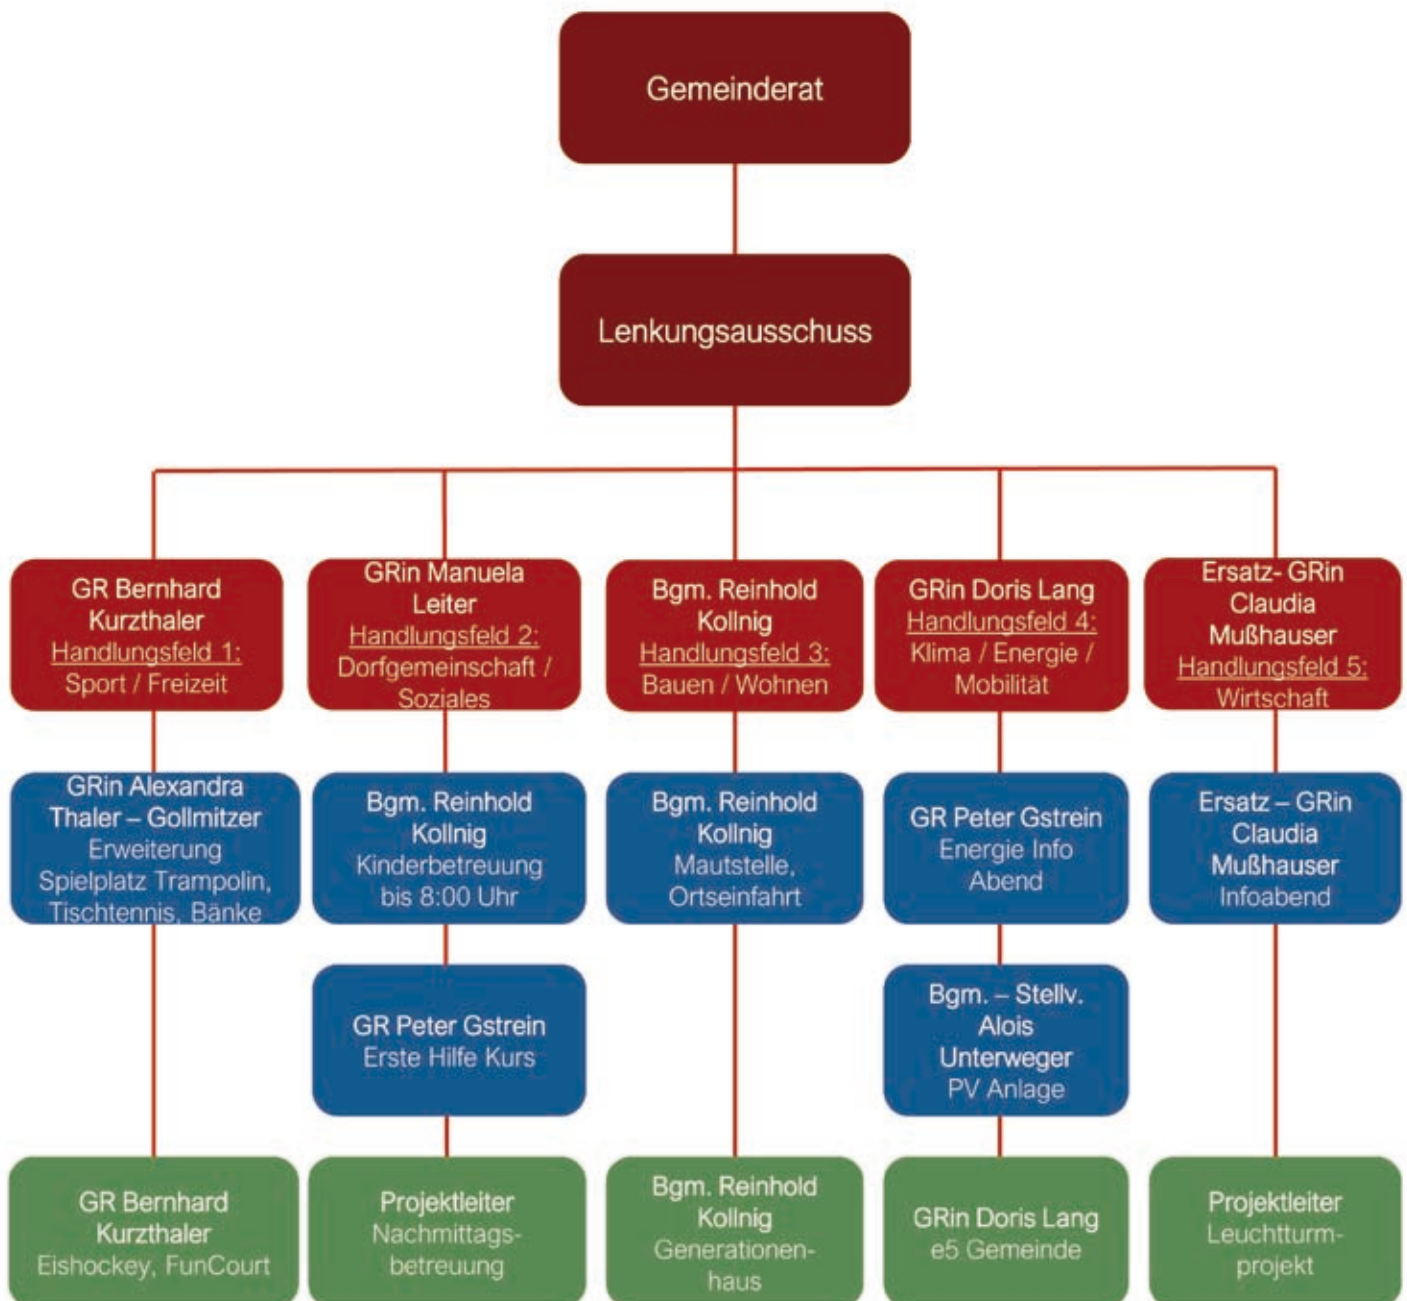 Gemeinderat
Lenkungsausschuss
GR Bernhard
Kurzthaler
Handlungsfeld 1:
Sport / Freizeit
GRin Manuela
Leiter
Handlungsfeld 2:
Dorfgemeinschaft /
Soziales
Bgm. Reinhold
Kollnig
Handlungsfeld 3:
Bauen / Wohnen
GRin Doris Lang
Handlungsfeld 4:
Klima / Energie /
Mobilität
Ersatz- GRin
Claudia
Mußhauser
Handlungsfeld 5:
Wirtschaft
GRin Alexandra
Thaler – Gollmitzer
Erweiterung
Spielplatz Trampolin,
Tischtennis, Bänke
Bgm. Reinhold
Kollnig
Kinderbetreuung
bis 8:00 Uhr
Bgm. Reinhold
Kollnig
Mautstelle,
Ortseinfahrt
GR Peter Gstrein
Energie Info
Abend
Ersatz – GRin
Claudia
Mußhauser
Infoabend
GR Peter Gstrein
Erste Hilfe Kurs
Bgm. – Stellv.
Alois
Unterweger
PV Anlage
GR Bernhard
Kurzthaler
Eishockey, FunCourt
Projektleiter
Nachmittags-
betreuung
Bgm. Reinhold
Kollnig
Generationen-
haus
GRin Doris Lang
e5 Gemeinde
Projektleiter
Leuchtturm-
projekt